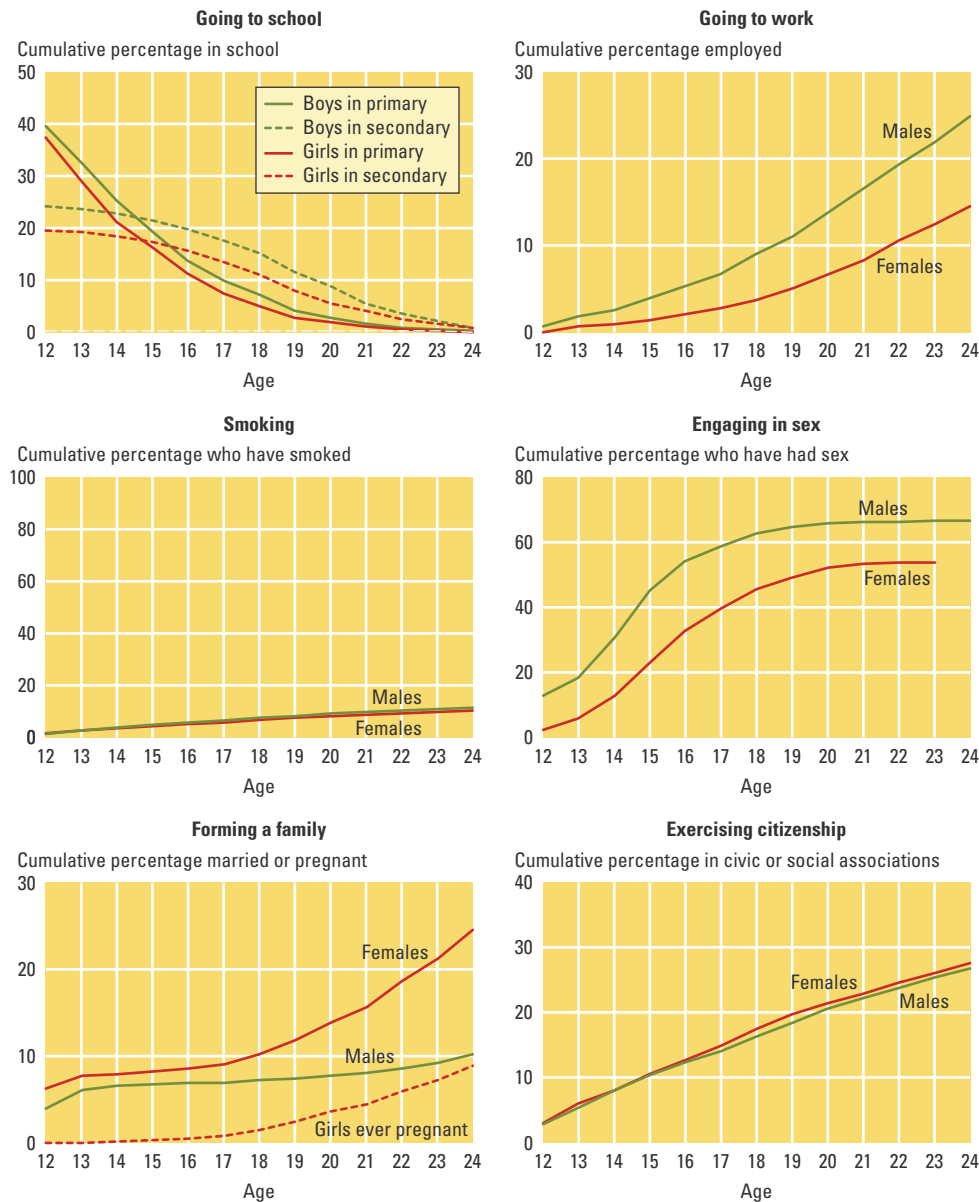 Going to school
Cumulative percentage in school
50
40
30
20
10
0
Boys in primary
Boys in secondary
Girls in primary
Girls in secondary
12 13 14 15 16 17 18 19 20 21 22 23 24
Age
Going to work
Cumulative percentage employed
30
20
10
0
Males
Females
12 13 14 15 16 17 18 19 20 21 22 23 24
Age
Smoking
Cumulative percentage who have smoked
100
80
60
40
20
0
Males
Females
12 13 14 15 16 17 18 19 20 21 22 23 24
Age
Engaging in sex
Cumulative percentage who have had sex
80
60
40
20
0
Males
Females
12 13 14 15 16 17 18 19 20 21 22 23 24
Age
Forming a family
Cumulative percentage married or pregnant
30
20
10
0
Females
Males
Girls ever pregnant
12 13 14 15 16 17 18 19 20 21 22 23 24
Age
Exercising citizenship
Cumulative percentage in civic or social associations
40
30
20
10
0
Females
Males
12 13 14 15 16 17 18 19 20 21 22 23 24
Age